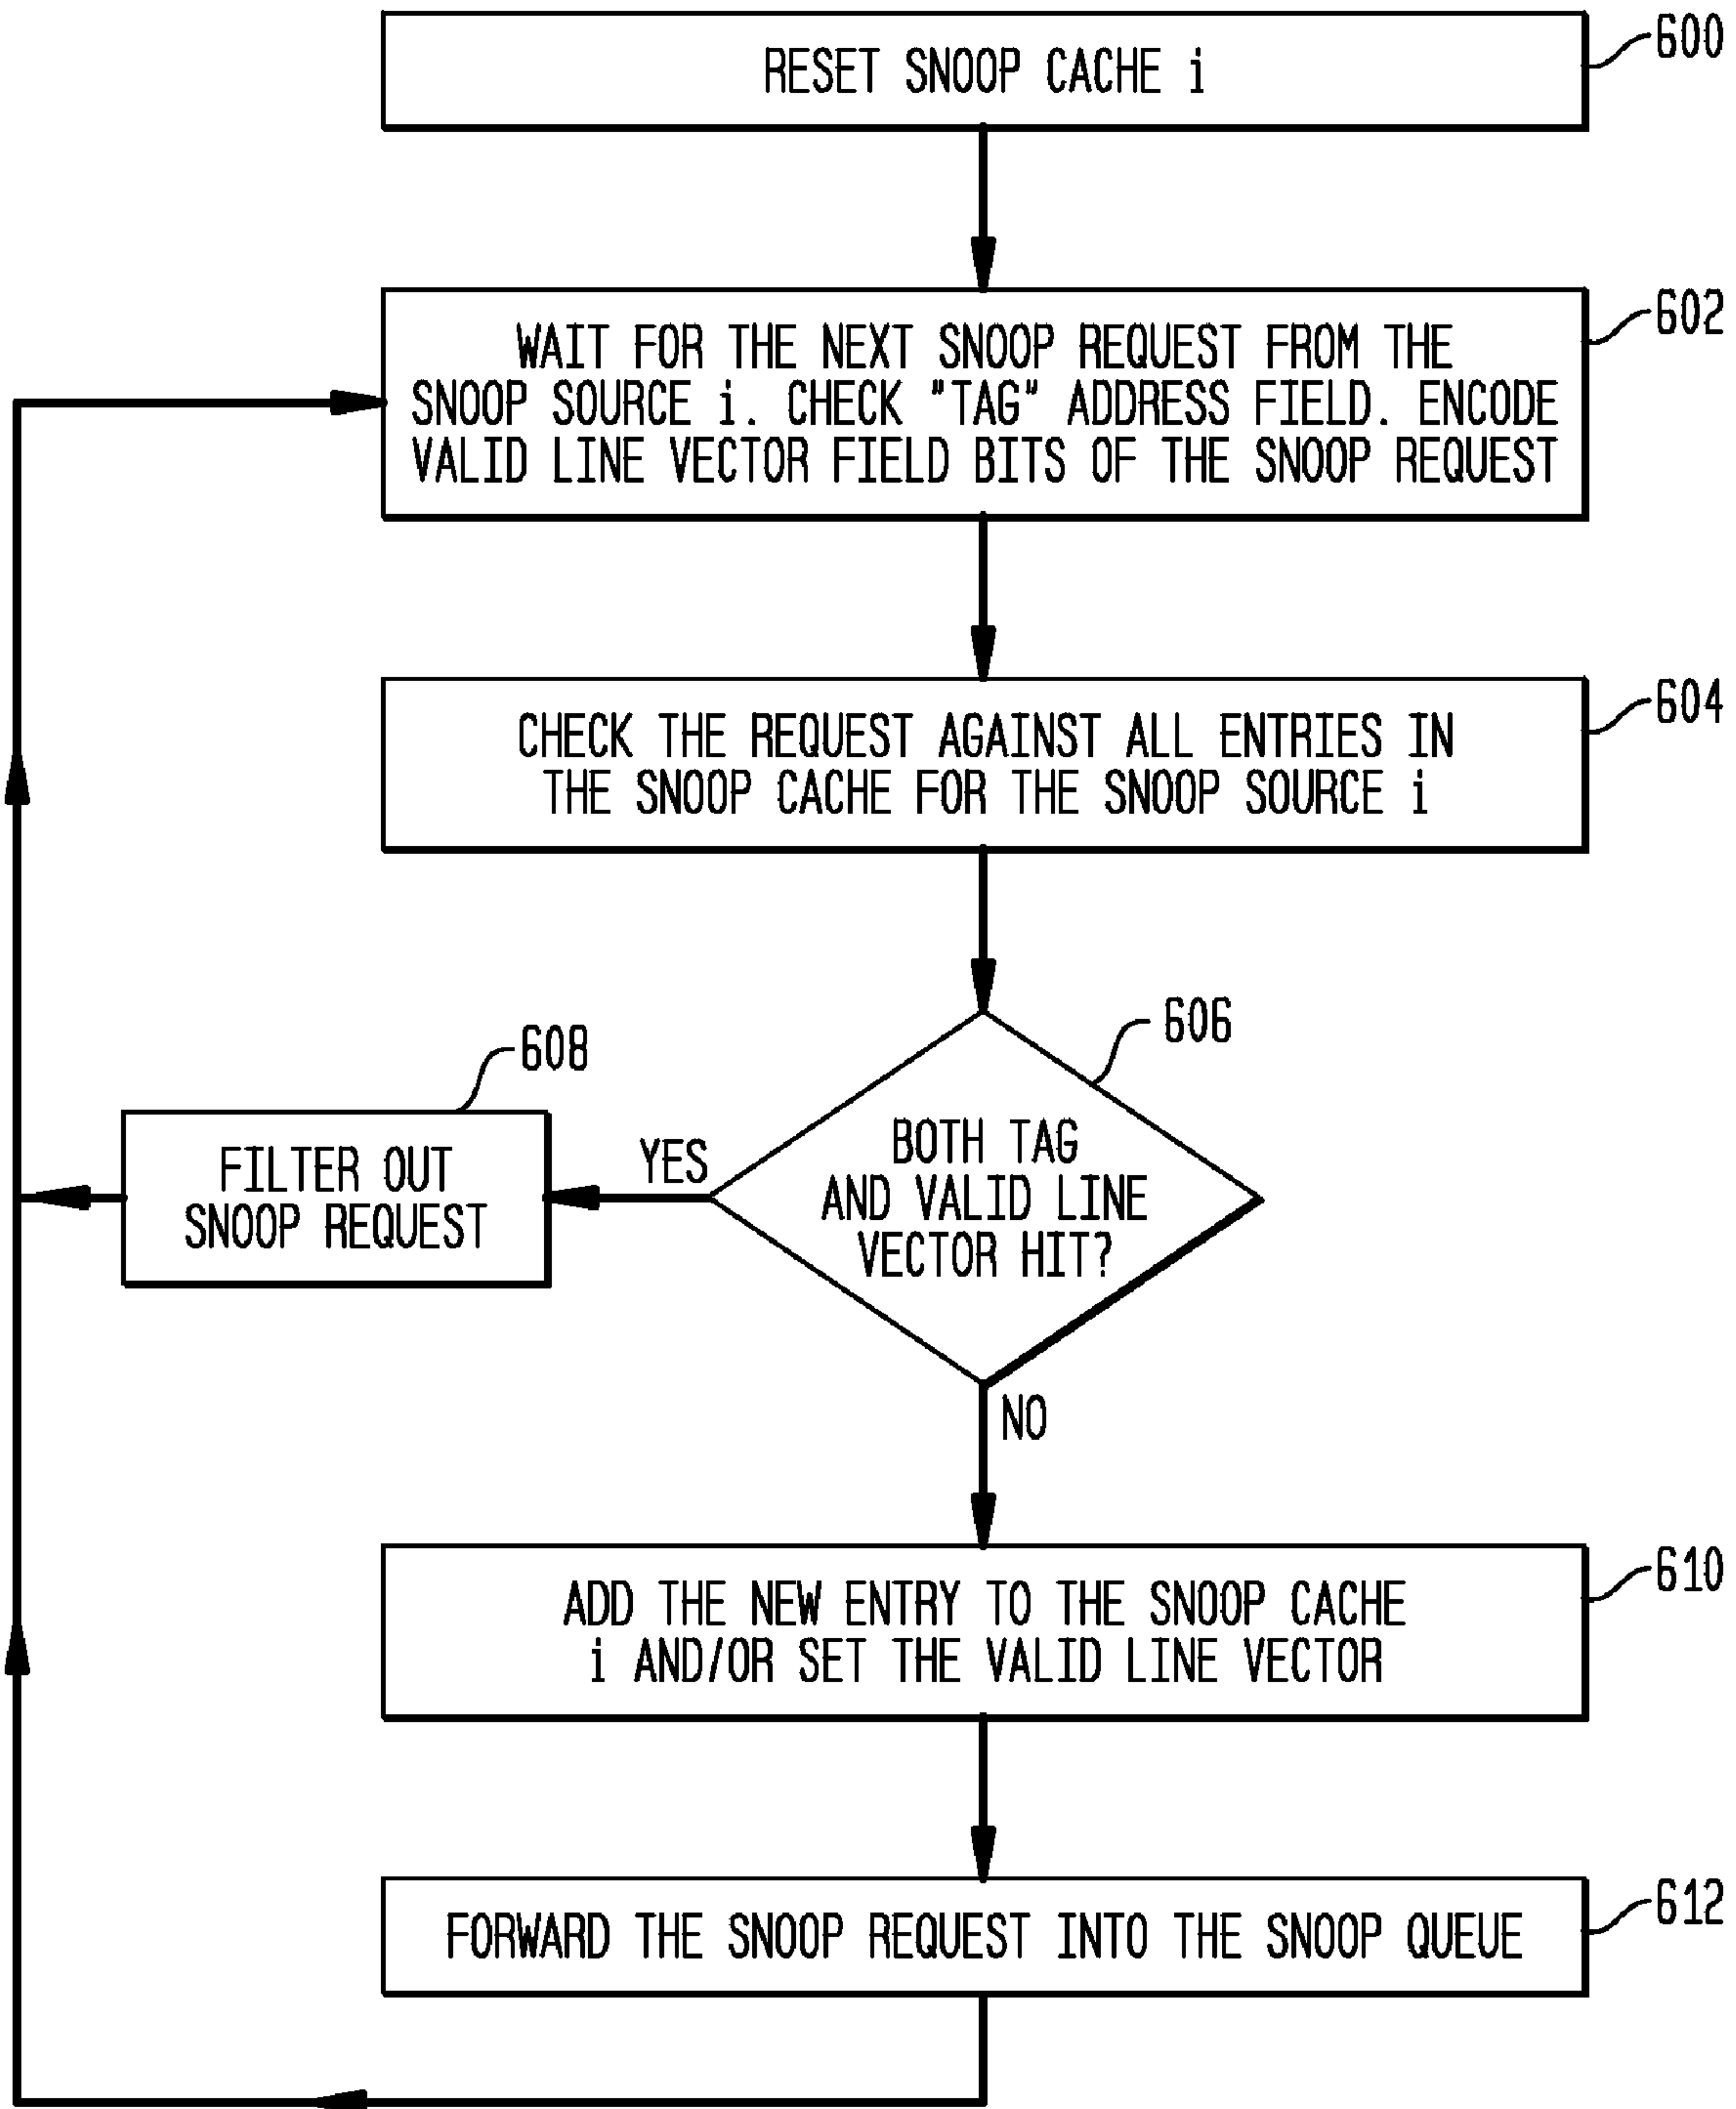 RESET SNOOP CACHE i
600
WAIT FOR THE NEXT SNOOP REQUEST FROM THE
SNOOP SOURCE i. CHECK "TAG" ADDRESS FIELD. ENCODE
VALID LINE VECTOR FIELD BITS OF THE SNOOP REQUEST
602
CHECK THE REQUEST AGAINST ALL ENTRIES IN
THE SNOOP CACHE FOR THE SNOOP SOURCE i
604
606
BOTH TAG
AND VALID LINE
VECTOR HIT?
YES
608
FILTER OUT
SNOOP REQUEST
NO
ADD THE NEW ENTRY TO THE SNOOP CACHE
i AND/OR SET THE VALID LINE VECTOR
610
FORWARD THE SNOOP REQUEST INTO THE SNOOP QUEUE
612